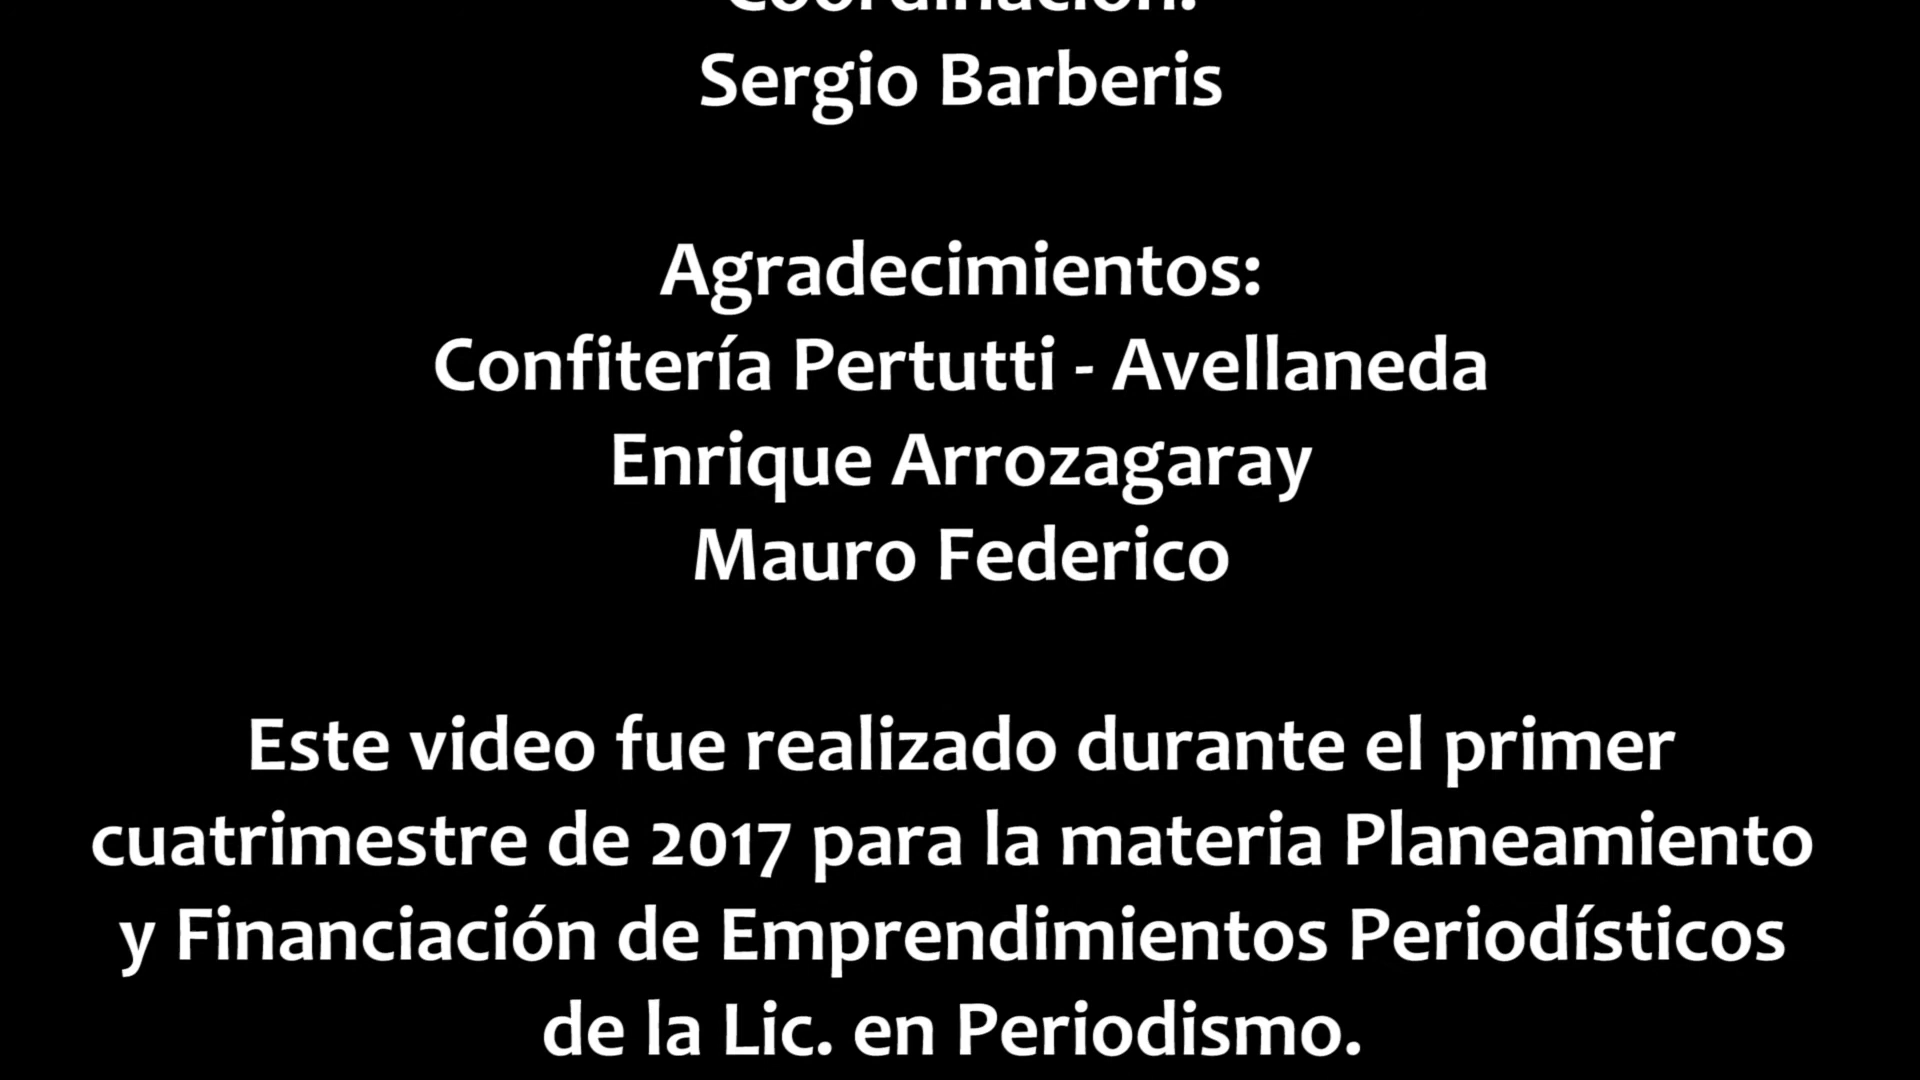 Coordinación:
Sergio Barberis
Agradecimientos:
Confitería Pertutti - Avellaneda
Enrique Arrozagaray
Mauro Federico
Este video fue realizado durante el primer
cuatrimestre de 2017 para la materia Planeamiento
y Financiación de Emprendimientos Periodísticos
de la Lic. en Periodismo.